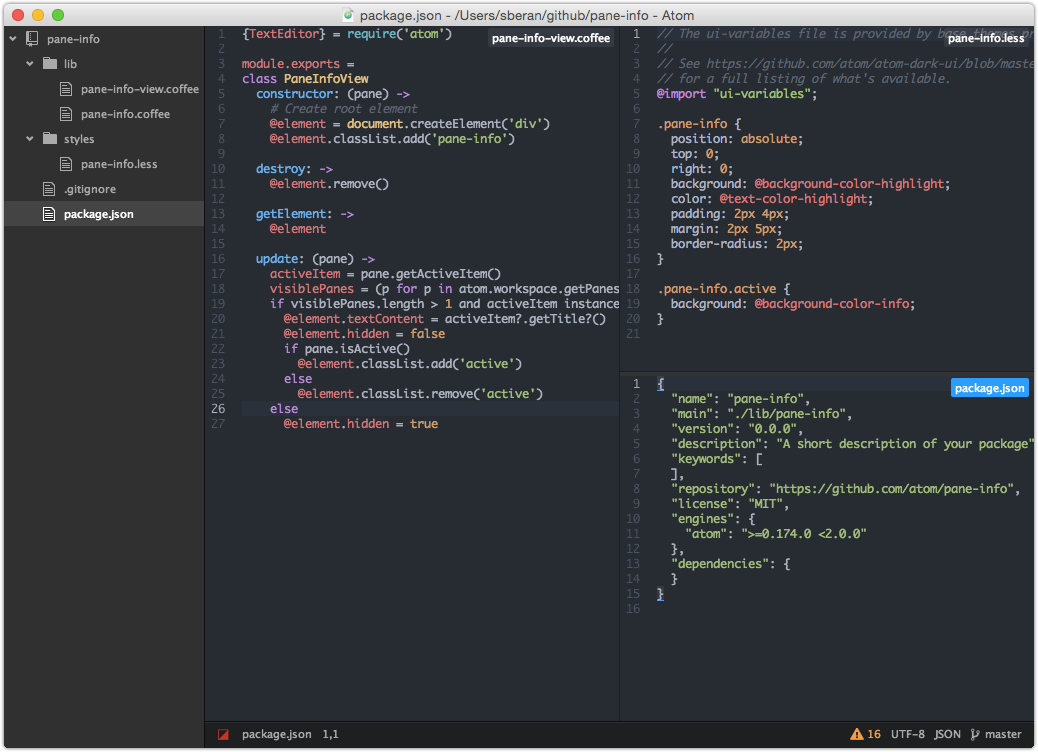 package.json - /Users/sberan/github/pane-info - Atom
pane-info
lib
pane-info-view.coffee
pane-info.coffee
styles
pane-info.less
.gitignore
package.json
pane-info-view.coffee
1 {TextEditor} = require('atom')
2
3 module.exports =
4 class PaneInfoView
5 constructor: (pane) ->
6 # Create root element
7 @element = document.createElement('div')
8 @element.classList.add('pane-info')
9
10 destroy: ->
11 @element.remove()
12
13 getElement: ->
14 @element
15
16 update: (pane) ->
17 activeItem = pane.getActiveItem()
18 visiblePanes = (p for p in atom.workspace.getPanes
19 if visiblePanes.length > 1 and activeItem instance
20 @element.textContent = activeItem?.getTitle?()
21 @element.hidden = false
22 if pane.isActive()
23 @element.classList.add('active')
24 else
25 @element.classList.remove('active')
26 else
27 @element.hidden = true
pane-info.less
1 // The ui-variables file is provided by base themes pr
2 //
3 // See https://github.com/atom/atom-dark-ui/blob/maste
4 // for a full listing of what's available.
5 @import "ui-variables";
6
7 .pane-info {
8 position: absolute;
9 top: 0;
10 right: 0;
11 background: @background-color-highlight;
12 color: @text-color-highlight;
13 padding: 2px 4px;
14 margin: 2px 5px;
15 border-radius: 2px;
16 }
17
18 .pane-info.active {
19 background: @background-color-info;
20 }
21
package.json
1 {
2 "name": "pane-info",
3 "main": "./lib/pane-info",
4 "version": "0.0.0",
5 "description": "A short description of your package"
6 "keywords": [
7 ],
8 "repository": "https://github.com/atom/pane-info",
9 "license": "MIT",
10 "engines": {
11 "atom": ">=0.174.0 <2.0.0"
12 },
13 "dependencies": {
14 }
15 }
16
package.json 1,1
16 UTF-8 JSON master